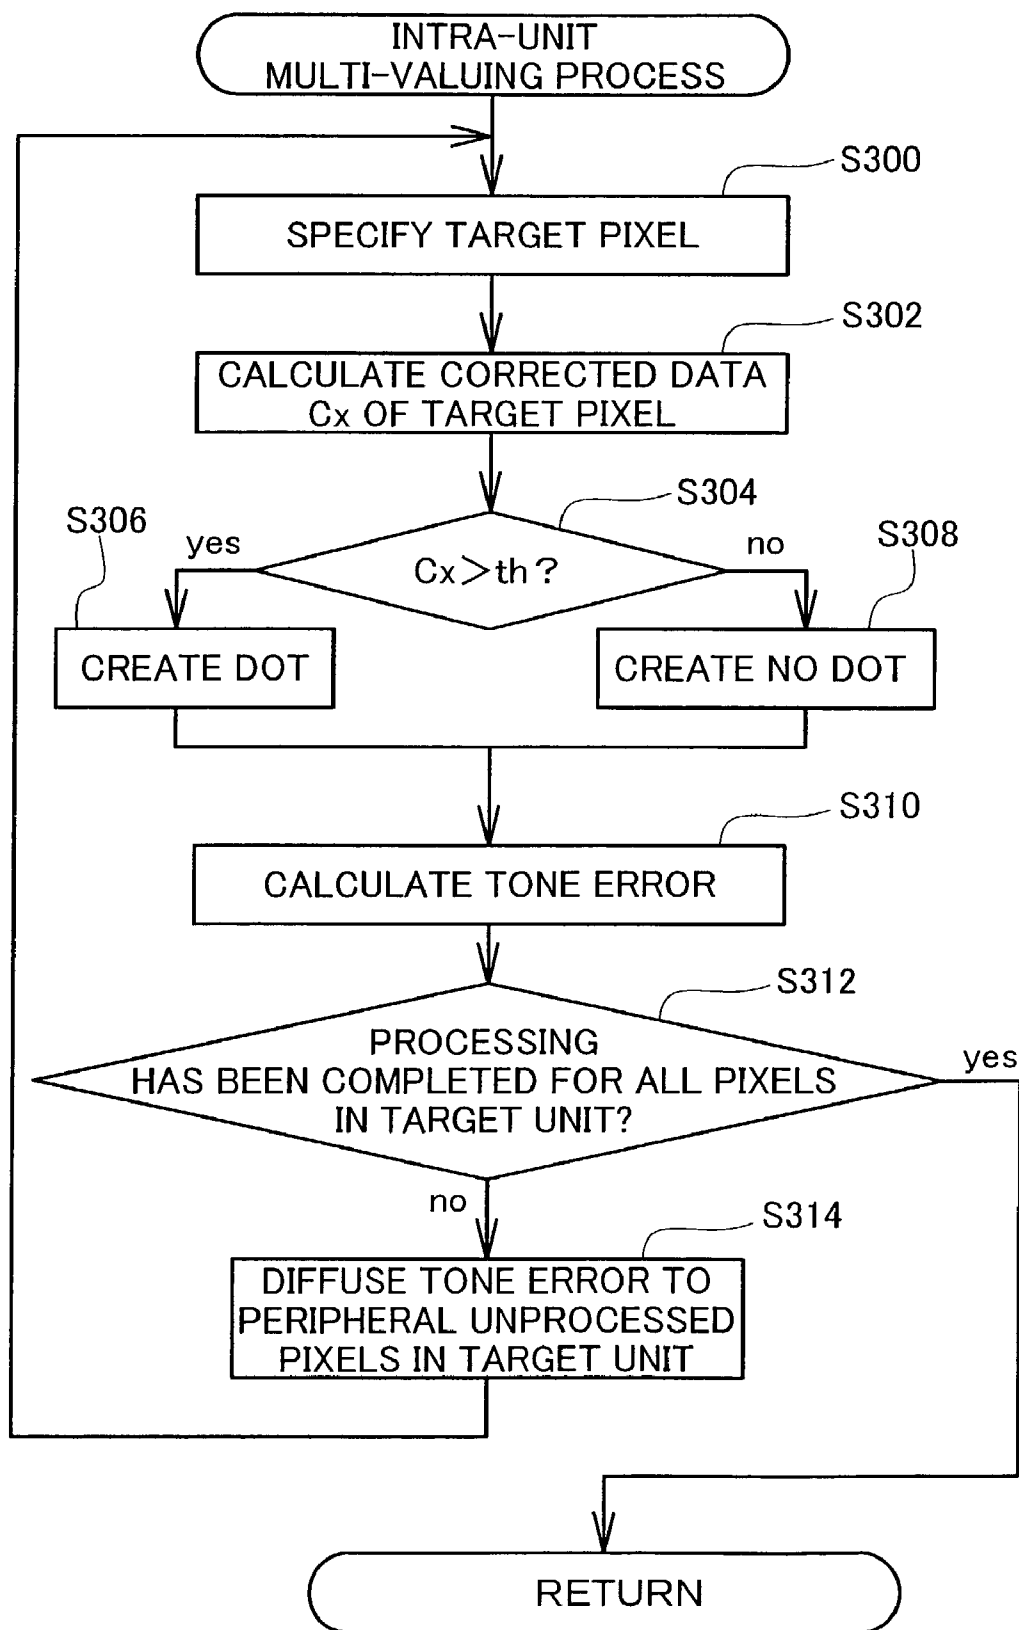 INTRA-UNIT
MULTI-VALUING PROCESS
S300
SPECIFY TARGET PIXEL
S302
CALCULATE CORRECTED DATA
Cx OF TARGET PIXEL
S304
S306
yes
Cx>th?
no
S308
CREATE DOT
CREATE NO DOT
S310
CALCULATE TONE ERROR
S312
PROCESSING
HAS BEEN COMPLETED FOR ALL PIXELS
IN TARGET UNIT?
yes
no
S314
DIFFUSE TONE ERROR TO
PERIPHERAL UNPROCESSED
PIXELS IN TARGET UNIT
RETURN